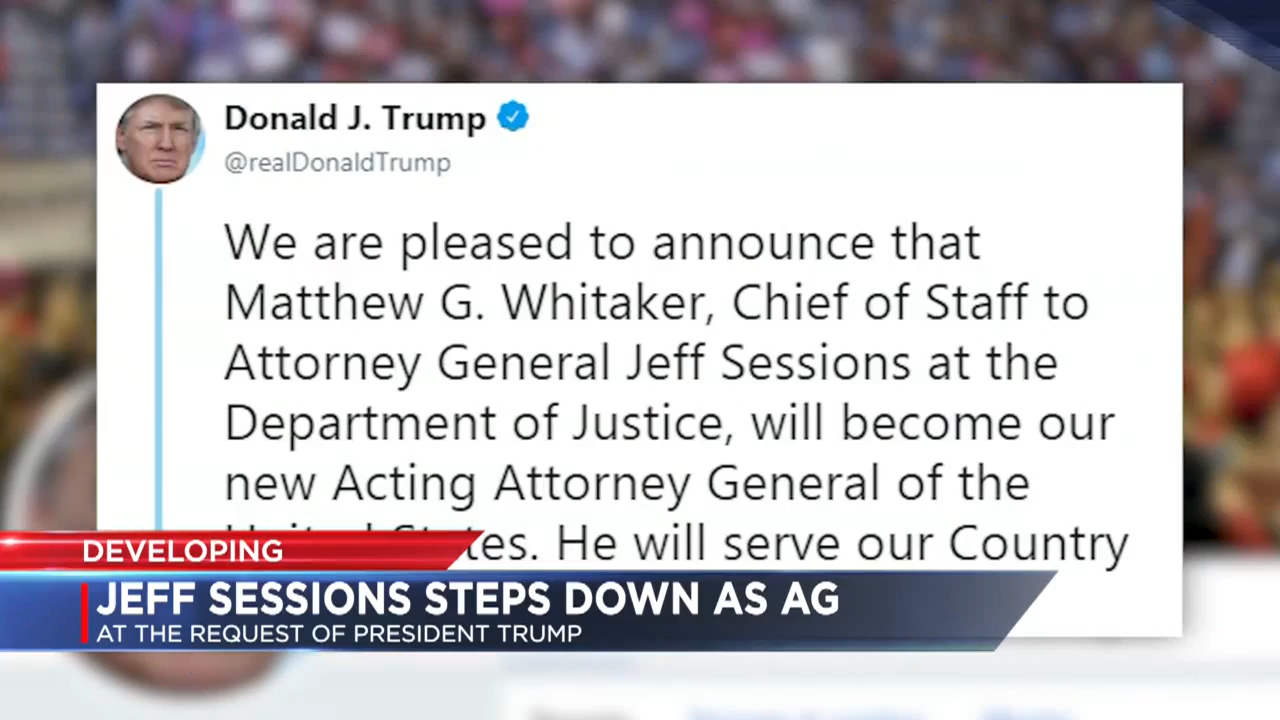 Donald J. Trump
@realDonaldTrump
We are pleased to announce that
Matthew G. Whitaker, Chief of Staff to
Attorney General Jeff Sessions at the
Department of Justice, will become our
new Acting Attorney General of the
United States. He will serve our Country
DEVELOPING
JEFF SESSIONS STEPS DOWN AS AG
AT THE REQUEST OF PRESIDENT TRUMP